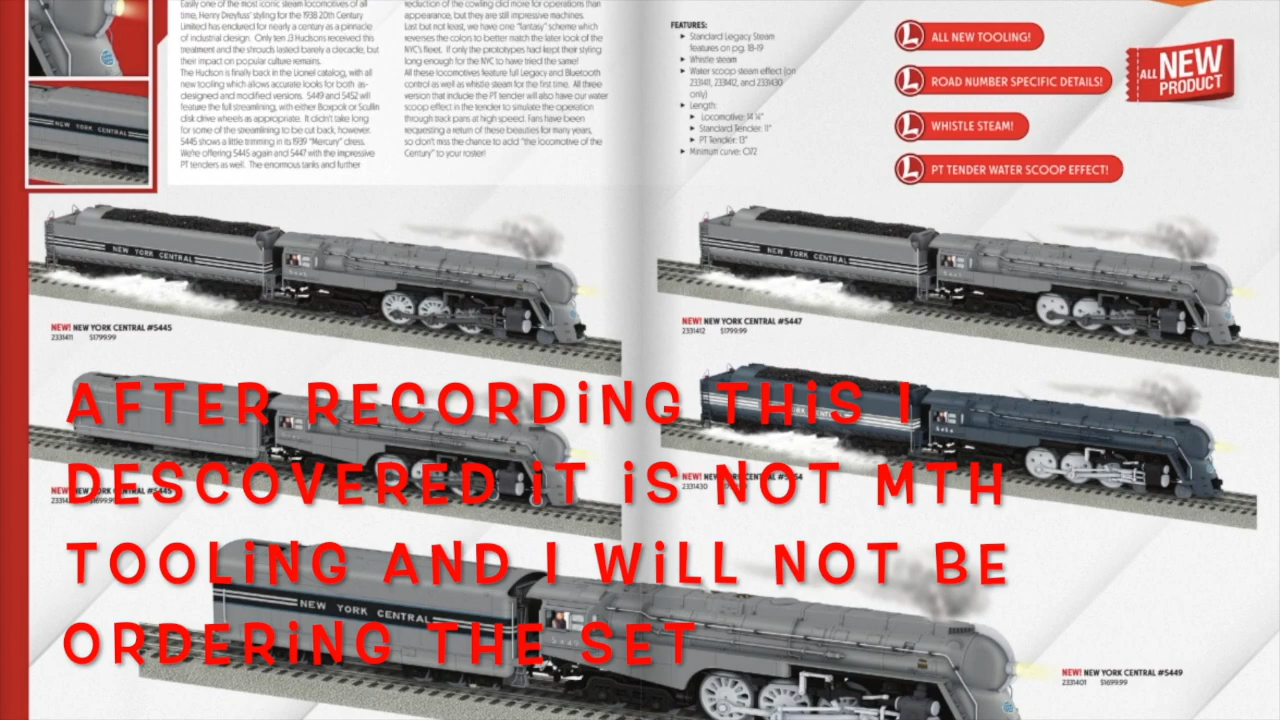 Easily one of the most iconic steam locomotives of all
time, Henry Dreyfuss' styling for the 1938 20th Century
Limited has endured for nearly a century as a pinnacle
of industrial design. Only ten J3 Hudsons received this
treatment and the shrouds lasted barely a decade, but
their impact on popular culture remains.
The Hudson is finally back in the Lionel catalog, with all
new tooling which allows accurate looks for both as-
designed and modified versions. 5449 and 5452 will
feature the full streamlining, with either Boxpok or Scullin
disk drive wheels as appropriate. It didn't take long
for some of the streamlining to be cut back, however.
5445 shows a little trimming in its 1939 "Mercury" dress.
We're offering 5445 again and 5447 with the impressive
PT tenders as well. The enormous tanks and further
reduction of the cowling did more for operations than
appearance, but they are still impressive machines.
Last but not least, we have one "fantasy" scheme which
reverses the colors to better match the later look of the
NYC's fleet. If only the prototypes had kept their styling
long enough for the NYC to have tried the same!
All these locomotives feature full Legacy and Bluetooth
control as well as whistle steam for the first time. All three
version that include the PT tender will also have our water
scoop effect in the tender to simulate the operation
through track pans at high speed. Fans have been
requesting a return of these beauties for many years,
so don't miss the chance to add "the locomotive of the
Century" to your roster!
FEATURES:
► Standard Legacy Steam
features on pg. 18-19
► Whistle steam
► Water scoop steam effect (on
2331411, 2331412, and 2331430
only)
► Length:
► Locomotive: 14 ¼"
► Standard Tender: 11"
► PT Tender: 13"
► Minimum curve: O72
L ALL NEW TOOLING!
L ROAD NUMBER SPECIFIC DETAILS!
L WHISTLE STEAM!
L PT TENDER WATER SCOOP EFFECT!
ALL NEW
PRODUCT
NEW YORK CENTRAL
NEW YORK CENTRAL
NEW YORK CENTRAL
NEW! NEW YORK CENTRAL #5445
2331411 $1799.99
NEW! NEW YORK CENTRAL #5447
2331412 $1799.99
AFTER RECORDING THIS I
DESCOVERED IT IS NOT MTH
TOOLING AND I WILL NOT BE
ORDERING THE SET
NEW YORK CENTRAL
NEW! NEW YORK CENTRAL #5449
2331401 $1699.99